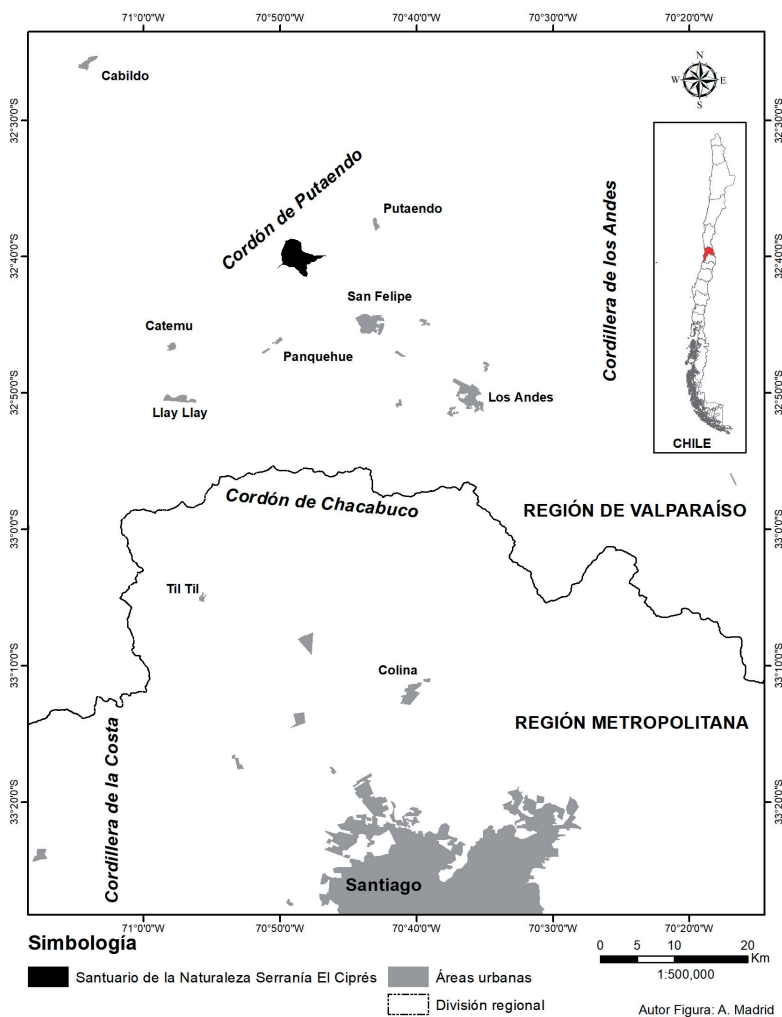 71°0'0"W 70°50'0"W 70°40'0"W 70°30'0"W 70°20'0"W
N
W E
S
Cabildo
32°30'0"S
32°30'0"S
Cordón de Putaendo
Putaendo
Cordillera de los Andes
32°40'0"S
32°40'0"S
San Felipe
Catemu
Panquehue
Los Andes
Llay Llay
32°50'0"S
32°50'0"S
CHILE
Cordón de Chacabuco
REGIÓN DE VALPARAÍSO
33°0'0"S
33°0'0"S
Til Til
Colina
33°10'0"S
33°10'0"S
REGIÓN METROPOLITANA
Cordillera de la Costa
33°20'0"S
33°20'0"S
Santiago
71°0'0"W 70°50'0"W 70°40'0"W 70°30'0"W 70°20'0"W
Simbología
Santuario de la Naturaleza Serranía El Ciprés
Áreas urbanas
División regional
0 5 10 20
Km
1:500,000
Autor Figura: A. Madrid